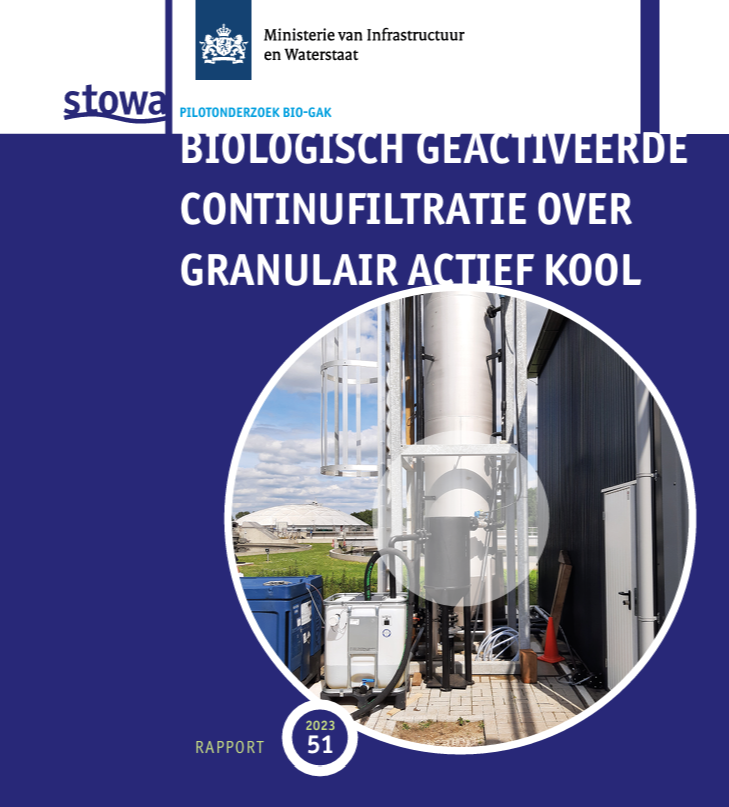 Ministerie van Infrastructuur
en Waterstaat
stowa
PILOTONDERZOEK BIO-GAK
BIOLOGISCH GEACTIVEERDE
CONTINUFILTRATIE OVER
GRANULAIR ACTIEF KOOL
RAPPORT
2023
51